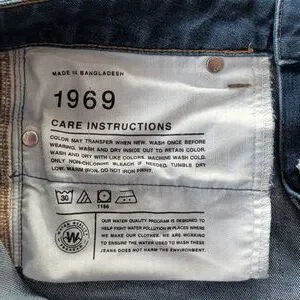 MADE IN BANGLADESH
1969
CARE INSTRUCTIONS
COLOR MAY TRANSFER WHEN NEW. WASH ONCE BEFORE
WEARING. WASH AND DRY INSIDE OUT TO RETAIN COLOR.
WASH AND DRY WITH LIKE COLORS. MACHINE WASH COLD.
ONLY NON-CHLORINE BLEACH IF NEEDED. TUMBLE DRY
LOW. WARM IRON. DO NOT IRON PRINT.
30
1166
OUR WATER QUALITY PROGRAM IS DESIGNED TO
HELP FIGHT WATER POLLUTION IN PLACES WHERE
WE MAKE OUR CLOTHES. WE ARE WORKING
TO ENSURE THE WATER USED TO WASH THESE
JEANS DOES NOT HARM THE ENVIRONMENT.
W